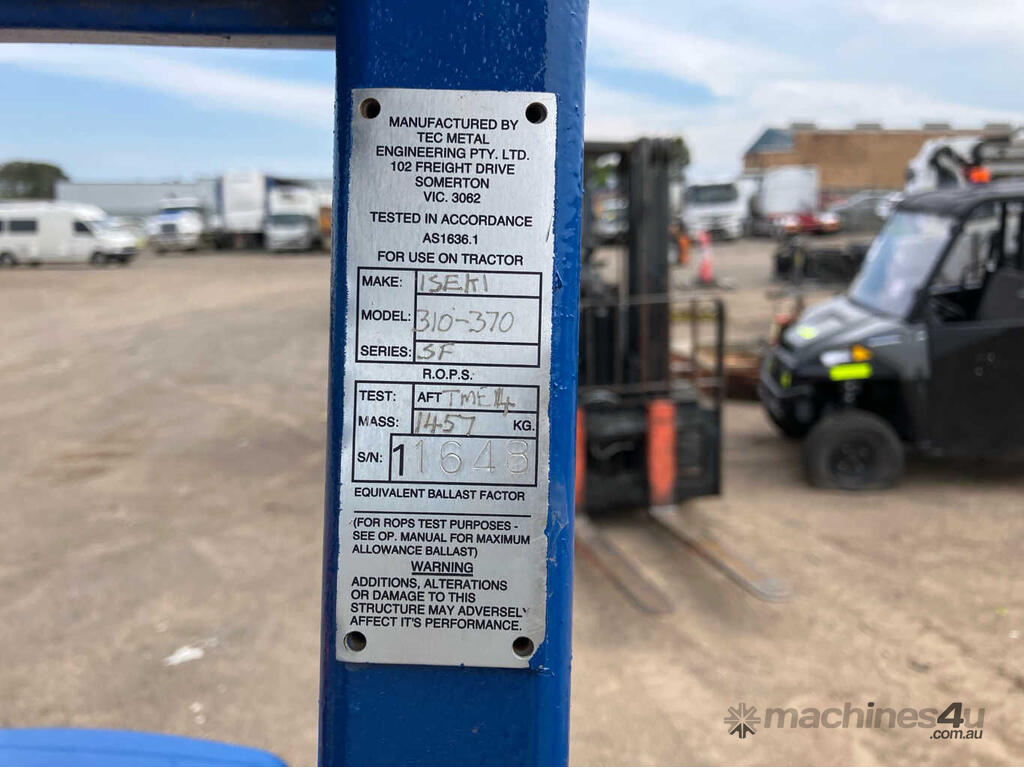 MANUFACTURED BY
TEC METAL
ENGINEERING PTY. LTD.
102 FREIGHT DRIVE
SOMERTON
VIC. 3062
TESTED IN ACCORDANCE
AS1636.1
FOR USE ON TRACTOR
MAKE: ISEKI
MODEL: 310-370
SERIES: SF
R.O.P.S.
TEST: AFT TME 14
MASS: 1457 KG.
S/N: 11648
EQUIVALENT BALLAST FACTOR
(FOR ROPS TEST PURPOSES -
SEE OP. MANUAL FOR MAXIMUM
ALLOWANCE BALLAST)
WARNING
ADDITIONS, ALTERATIONS
OR DAMAGE TO THIS
STRUCTURE MAY ADVERSELY
AFFECT IT'S PERFORMANCE.
machines4u
.com.au